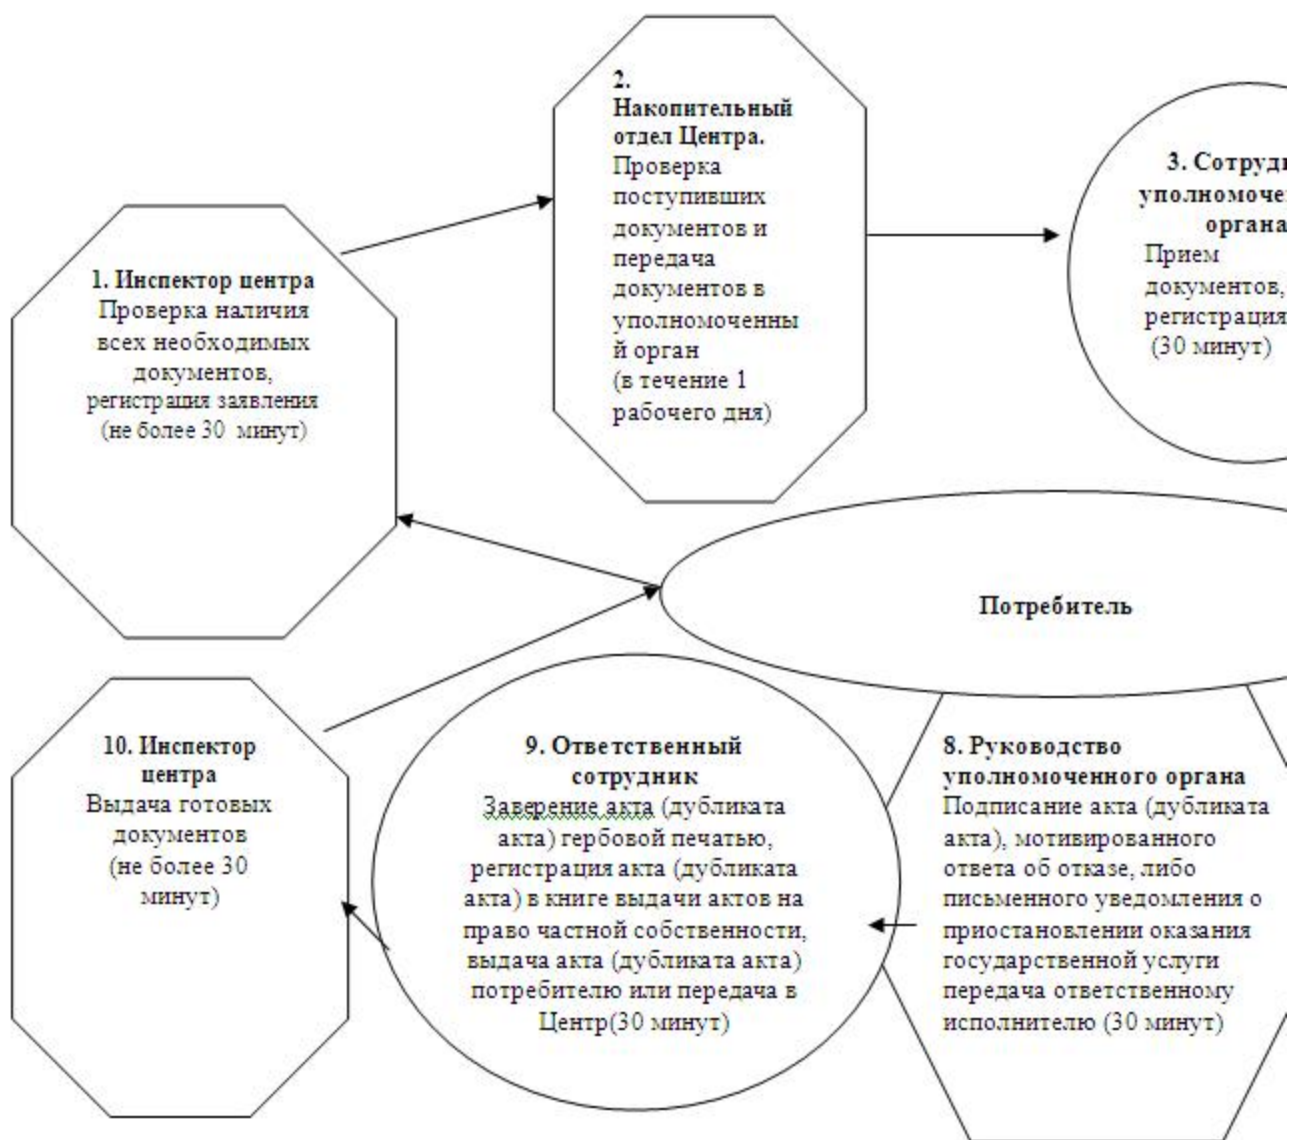 2.
Накопительный
отдел Центра.
Проверка
поступивших
документов и
передача
документов в
уполномоченны
й орган
(в течение 1
рабочего дня)
3. Сотруд
уполномоче
органа
Прием
документов,
регистрация
(30 минут)
1. Инспектор центра
Проверка наличия
всех необходимых
документов,
регистрация заявления
(не более 30 минут)
Потребитель
10. Инспектор
центра
Выдача готовых
документов
(не более 30
минут)
9. Ответственный
сотрудник
Заверение акта (дубликата
акта) гербовой печатью,
регистрация акта (дубликата
акта) в книге выдачи актов на
право частной собственности,
выдача акта (дубликата акта)
потребителю или передача в
Центр(30 минут)
8. Руководство
уполномоченного органа
Подписание акта (дубликата
акта), мотивированного
ответа об отказе, либо
письменного уведомления о
приостановлении оказания
государственной услуги
передача ответственному
исполнителю (30 минут)